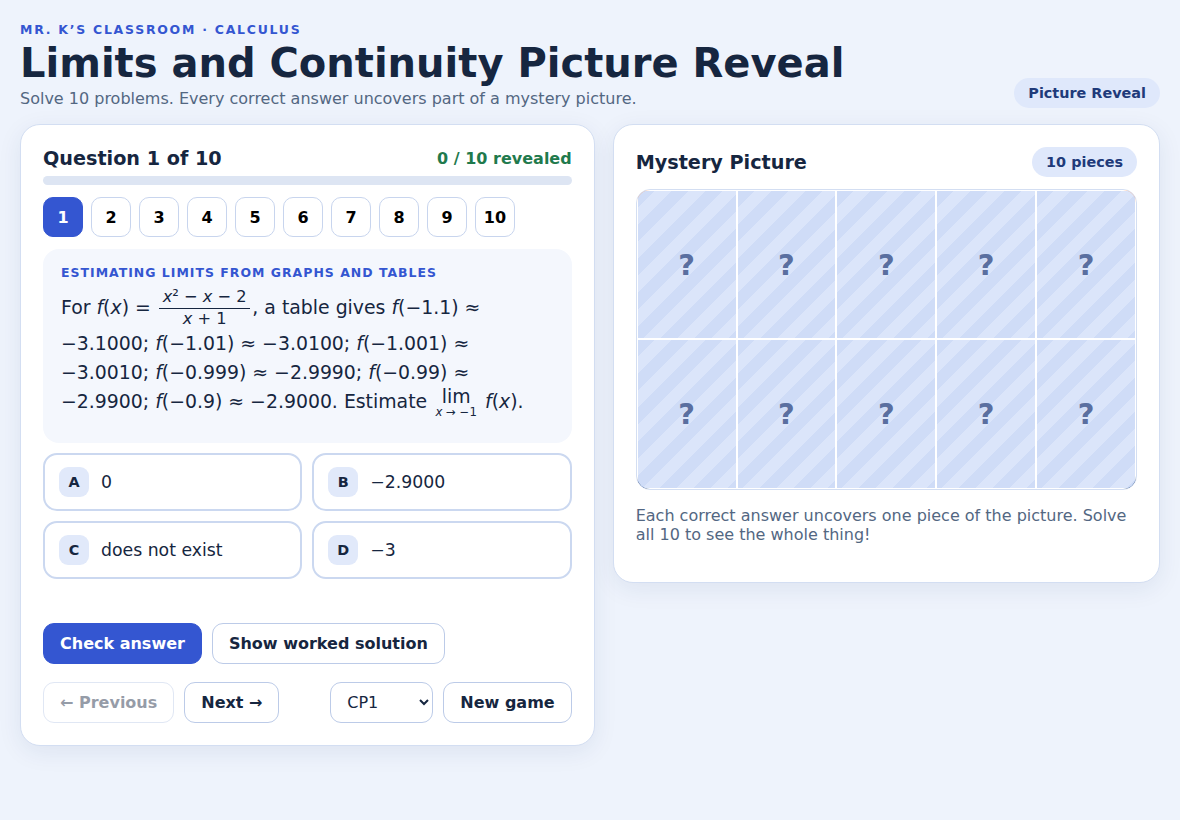 MR. K’S CLASSROOM · CALCULUS
Limits and Continuity Picture Reveal
Solve 10 problems. Every correct answer uncovers part of a mystery picture.
Picture Reveal
Question 1 of 10
0 / 10 revealed
1 2 3 4 5 6 7 8 9 10
ESTIMATING LIMITS FROM GRAPHS AND TABLES
For f(x) = (x² − x − 2)/(x + 1), a table gives f(−1.1) ≈
−3.1000; f(−1.01) ≈ −3.0100; f(−1.001) ≈
−3.0010; f(−0.999) ≈ −2.9990; f(−0.99) ≈
−2.9900; f(−0.9) ≈ −2.9000. Estimate lim x → −1 f(x).
A 0
B −2.9000
C does not exist
D −3
Check answer
Show worked solution
← Previous
Next →
CP1
New game
Mystery Picture
10 pieces
? ? ? ? ?
? ? ? ? ?
Each correct answer uncovers one piece of the picture. Solve
all 10 to see the whole thing!